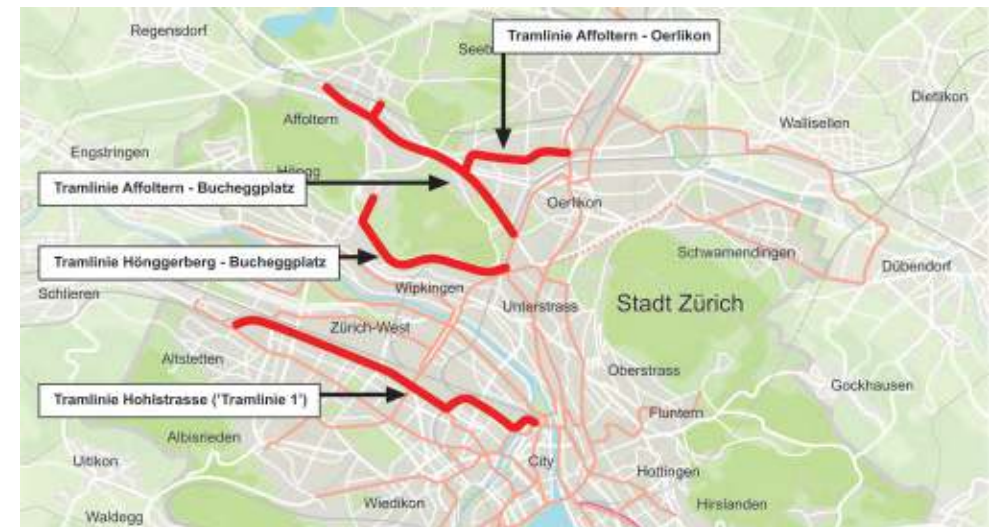 Regensdorf
Tramlinie Affoltern - Oerlikon
Seeb
Dietlikon
Affoltern
Wallisellen
Engstringen
Höngg
Tramlinie Affoltern - Bucheggplatz
Oerlikon
Schwamendingen
Tramlinie Hönggerberg - Bucheggplatz
Dübendorf
Schlieren
Wipkingen
Unterstrass
Stadt Zürich
Zürich-West
Altstetten
Oberstrass
Gockhausen
Tramlinie Hohlstrasse ('Tramlinie 1')
Fluntern
Albisrieden
Uitikon
City
Hottingen
Wiedikon
Hirslanden
Waldegg